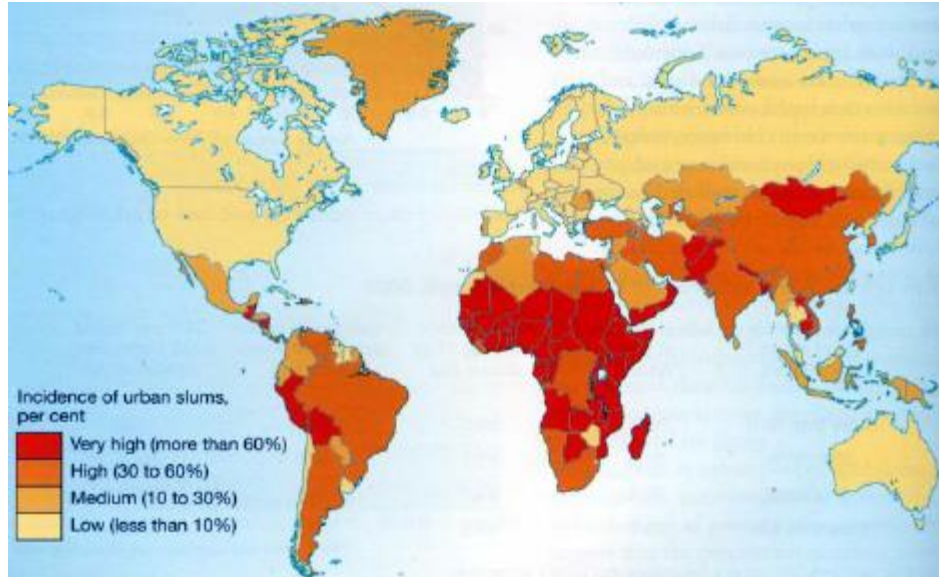 Incidence of urban slums,
per cent
Very high (more than 60%)
High (30 to 60%)
Medium (10 to 30%)
Low (less than 10%)